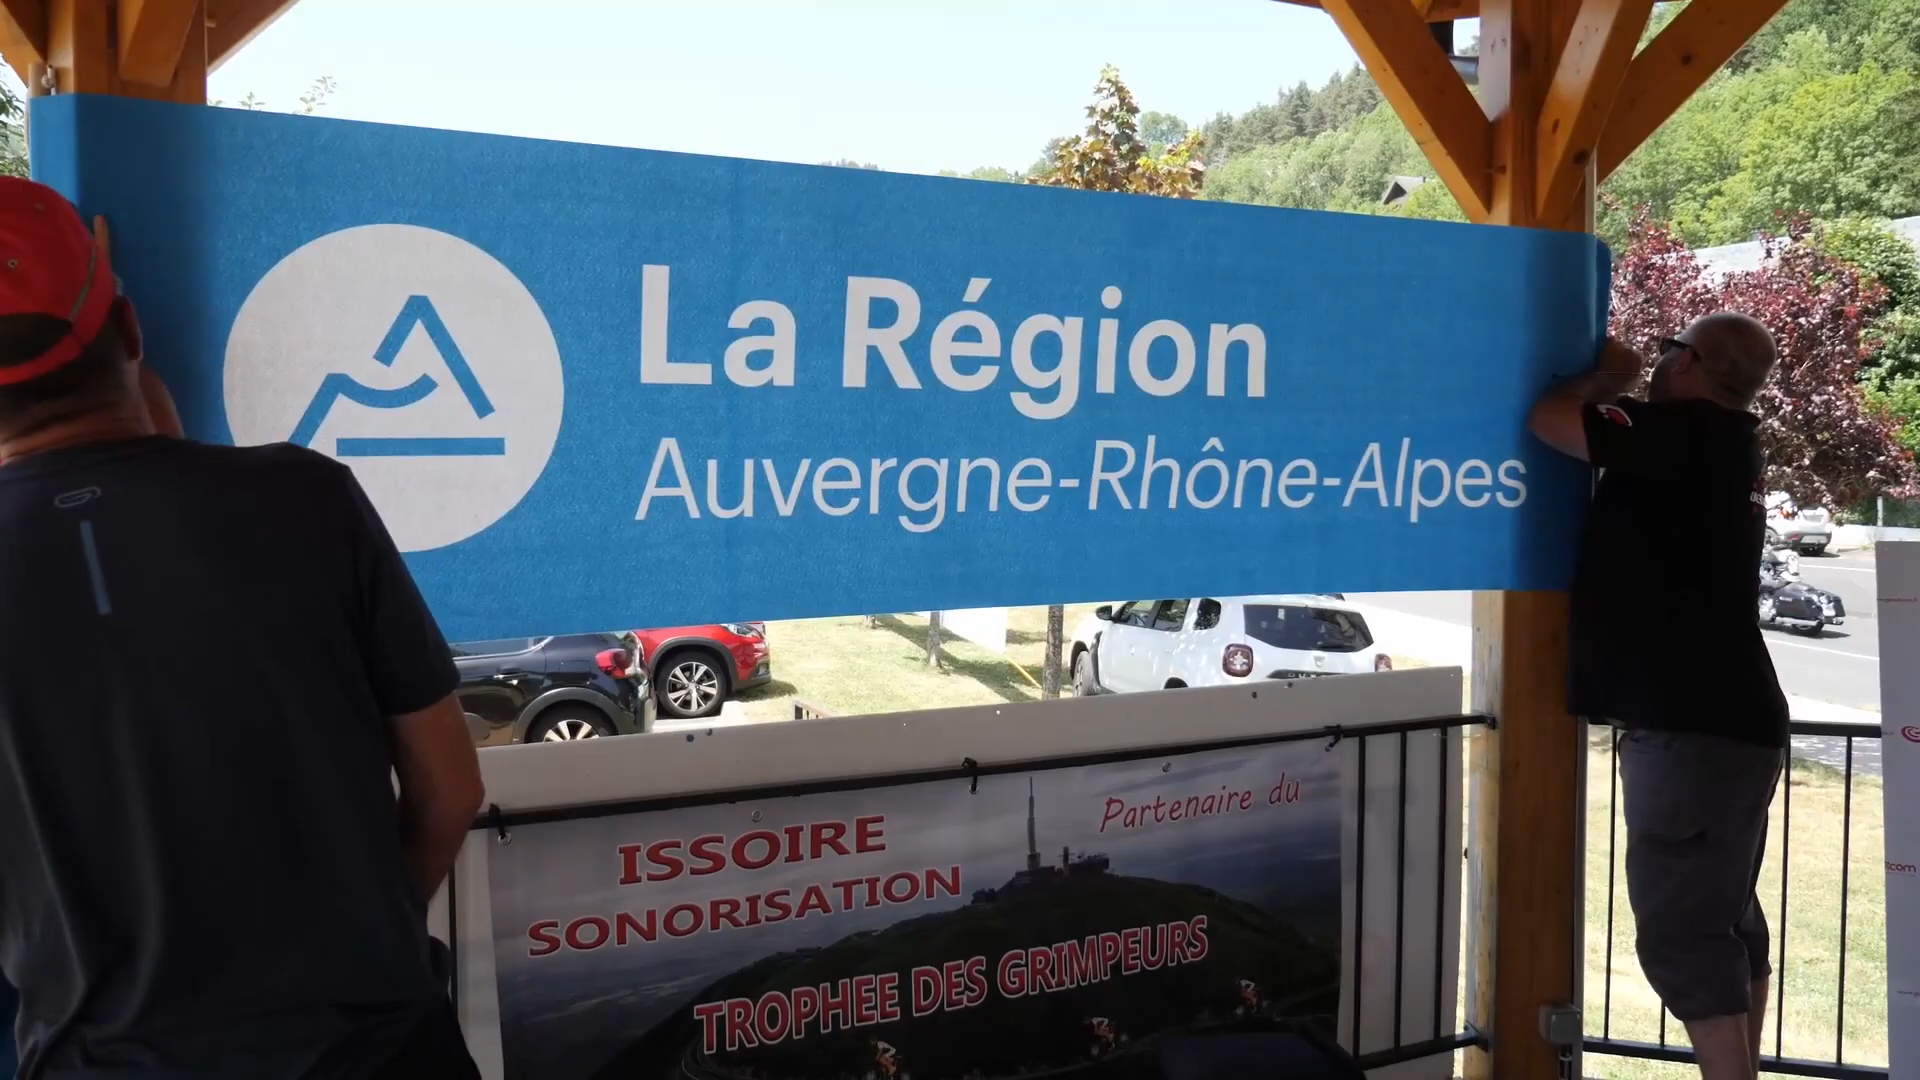 La Région
Auvergne-Rhône-Alpes
Partenaire du
ISSOIRE
SONORISATION
TROPHEE DES GRIMPEURS